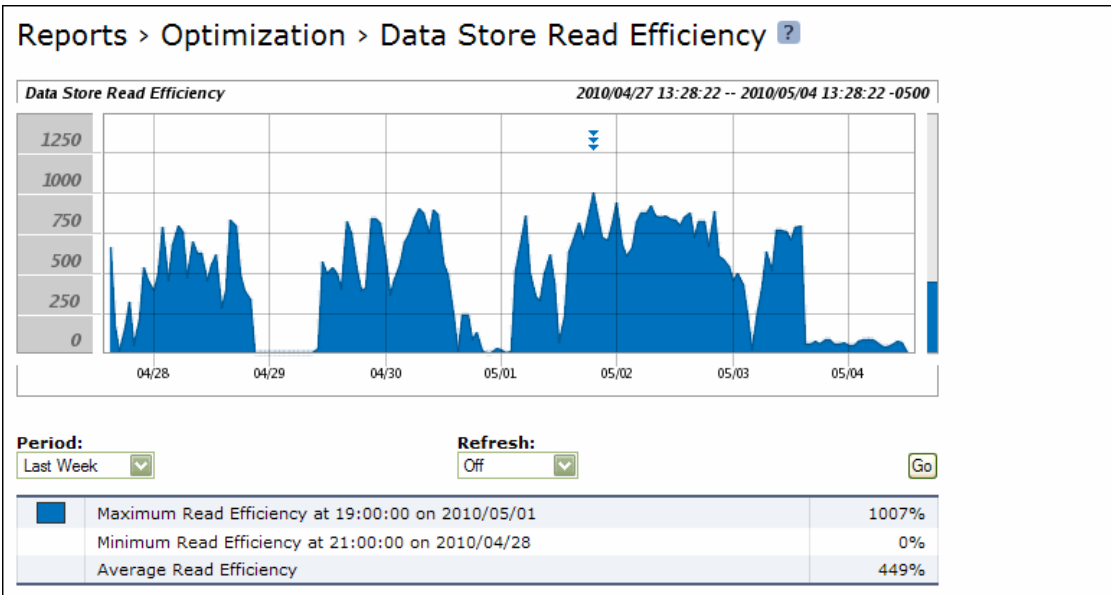 Reports › Optimization › Data Store Read Efficiency ?
Data Store Read Efficiency 2010/04/27 13:28:22 -- 2010/05/04 13:28:22 -0500
1250
1000
750
500
250
0
04/28 04/29 04/30 05/01 05/02 05/03 05/04
Period: Refresh:
Last Week Off Go
Maximum Read Efficiency at 19:00:00 on 2010/05/01 1007%
Minimum Read Efficiency at 21:00:00 on 2010/04/28 0%
Average Read Efficiency 449%